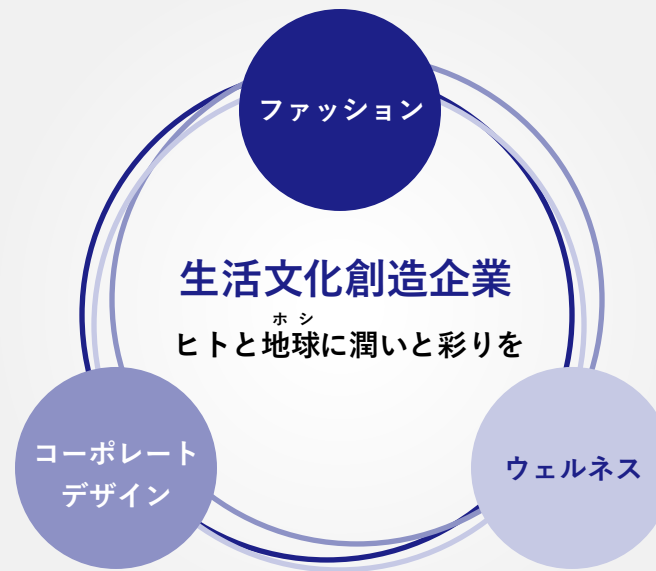 ファッション
生活文化創造企業
ホシ
ヒトと地球に潤いと彩りを
コーポレート
デザイン
ウェルネス